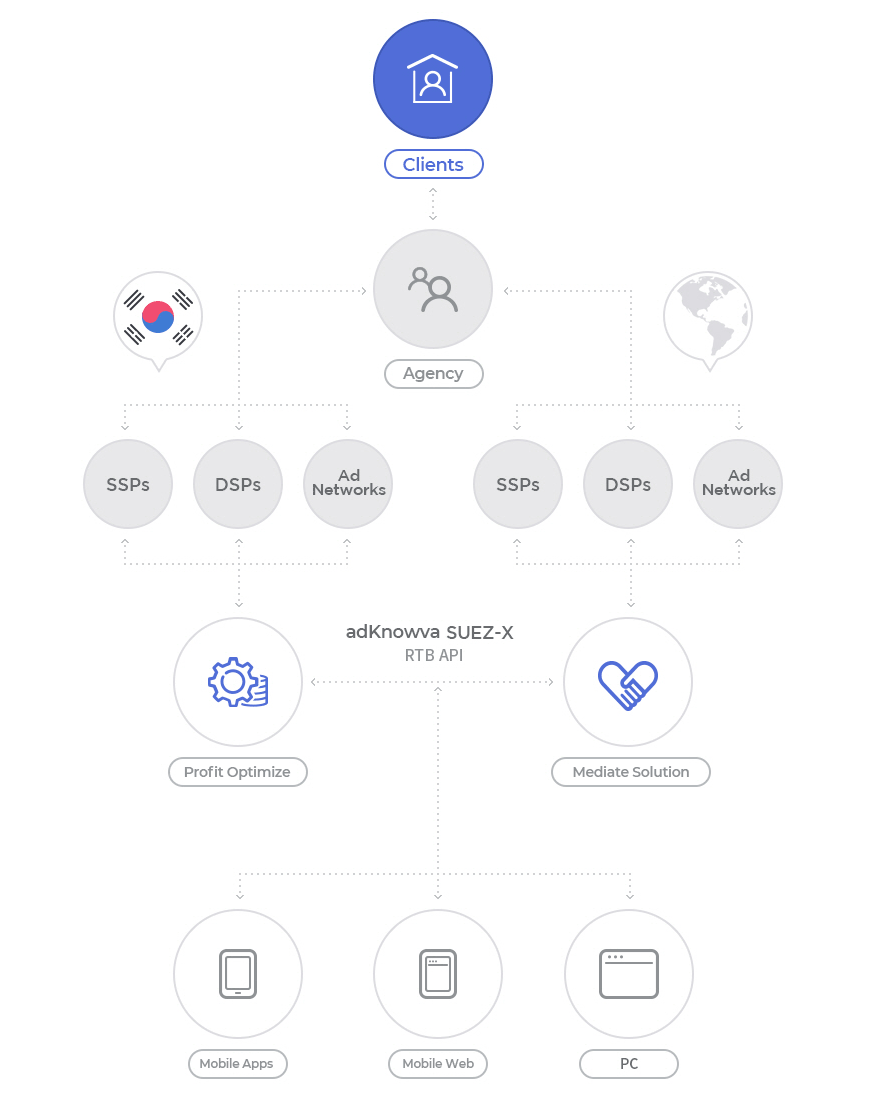 Clients
Agency
SSPs
DSPs
Ad
Networks
SSPs
DSPs
Ad
Networks
adKnowva SUEZ-X
RTB API
Profit Optimize
Mediate Solution
Mobile Apps
Mobile Web
PC